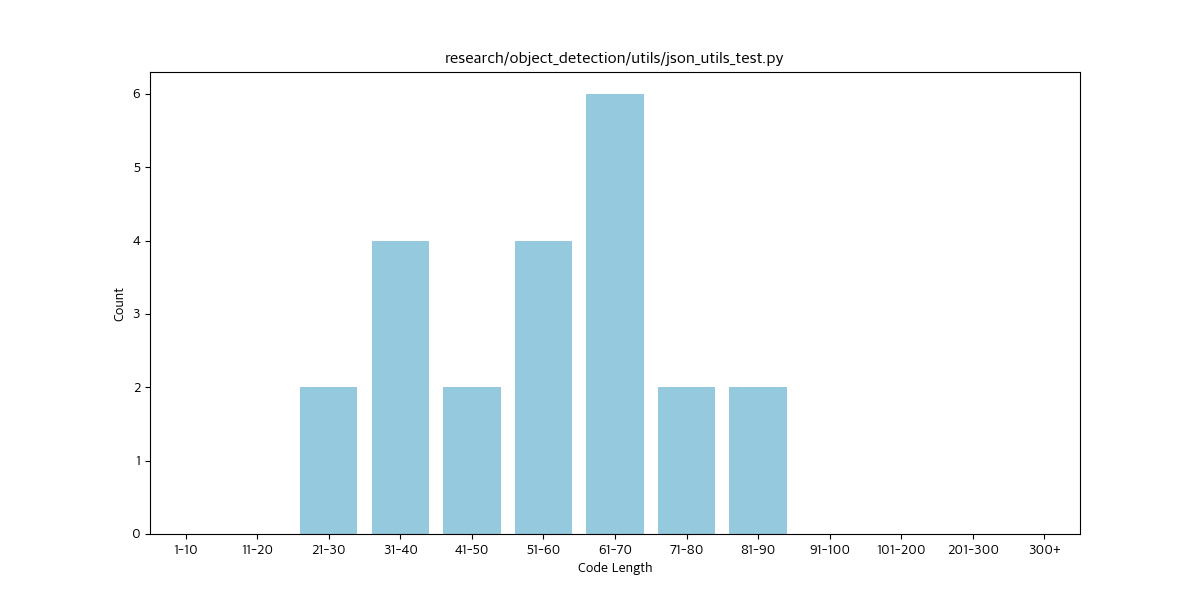 research/object_detection/utils/json_utils_test.py
6
5
4
3
2
1
0
Count
1-10 11-20 21-30 31-40 41-50 51-60 61-70 71-80 81-90 91-100 101-200 201-300 300+
Code Length